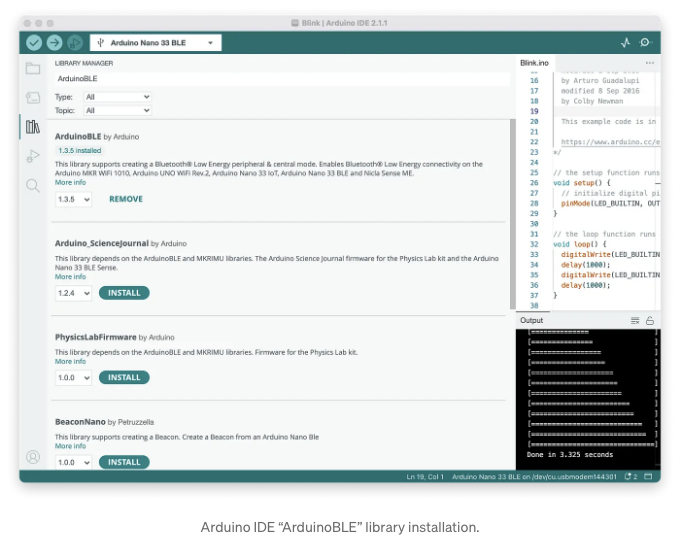 Blink | Arduino IDE 2.1.1
Arduino Nano 33 BLE
LIBRARY MANAGER
ArduinoBLE
Type: All
Topic: All
ArduinoBLE by Arduino
1.3.5 installed
This library supports creating a Bluetooth® Low Energy peripheral & central mode. Enables Bluetooth® Low Energy connectivity on the
Arduino MKR WiFi 1010, Arduino UNO WiFi Rev.2, Arduino Nano 33 IoT, Arduino Nano 33 BLE and Nicla Sense ME.
More info
1.3.5 REMOVE
Arduino_ScienceJournal by Arduino
This library depends on the ArduinoBLE and MKRIMU libraries. The Arduino Science Journal firmware for the Physics Lab kit and the Arduino
Nano 33 BLE Sense.
More info
1.2.4 INSTALL
PhysicsLabFirmware by Arduino
This library depends on the ArduinoBLE and MKRIMU libraries. Firmware for the Physics Lab kit.
More info
1.0.0 INSTALL
BeaconNano by Petruzzella
This library supports creating a Beacon. Create a Beacon from an Arduino Nano Ble
More info
1.0.0 INSTALL
Blink.ino
16 by Arturo Guadalupi
17 modified 8 Sep 2016
18 by Colby Newman
19
20 This example code is in
21
22 https://www.arduino.cc/e
23 */
24
25 // the setup function runs
26 void setup() {
27 // initialize digital pi
28 pinMode(LED_BUILTIN, OUT
29 }
30
31 // the loop function runs
32 void loop() {
33 digitalWrite(LED_BUILTIN
34 delay(1000);
35 digitalWrite(LED_BUILTIN
36 delay(1000);
37 }
38
Output
Done in 3.325 seconds
Ln 19, Col 1 Arduino Nano 33 BLE on /dev/cu.usbmodem144301 2
Arduino IDE “ArduinoBLE” library installation.